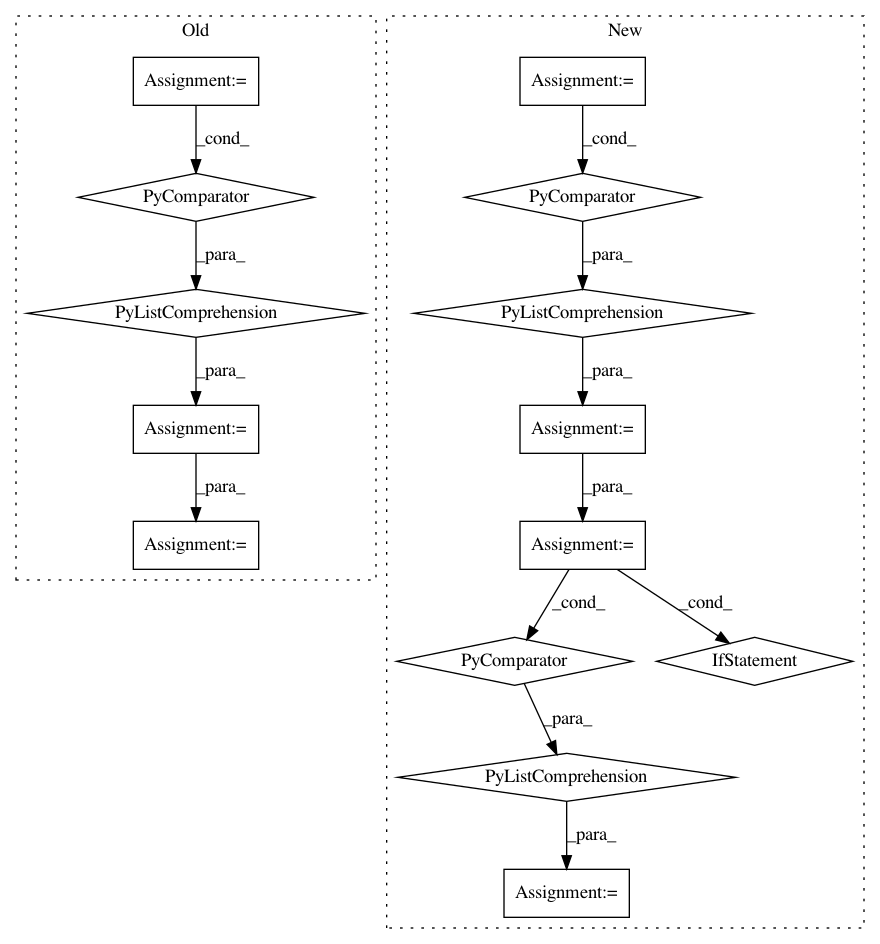 Old
New
Assignment:=
Assignment:=
_cond_
_cond_
PyComparator
PyComparator
_para_
_para_
PyListComprehension
PyListComprehension
_para_
_para_
Assignment:=
Assignment:=
_para_
_para_
Assignment:=
Assignment:=
_cond_
_cond_
PyComparator
IfStatement
_para_
PyListComprehension
_para_
Assignment:=